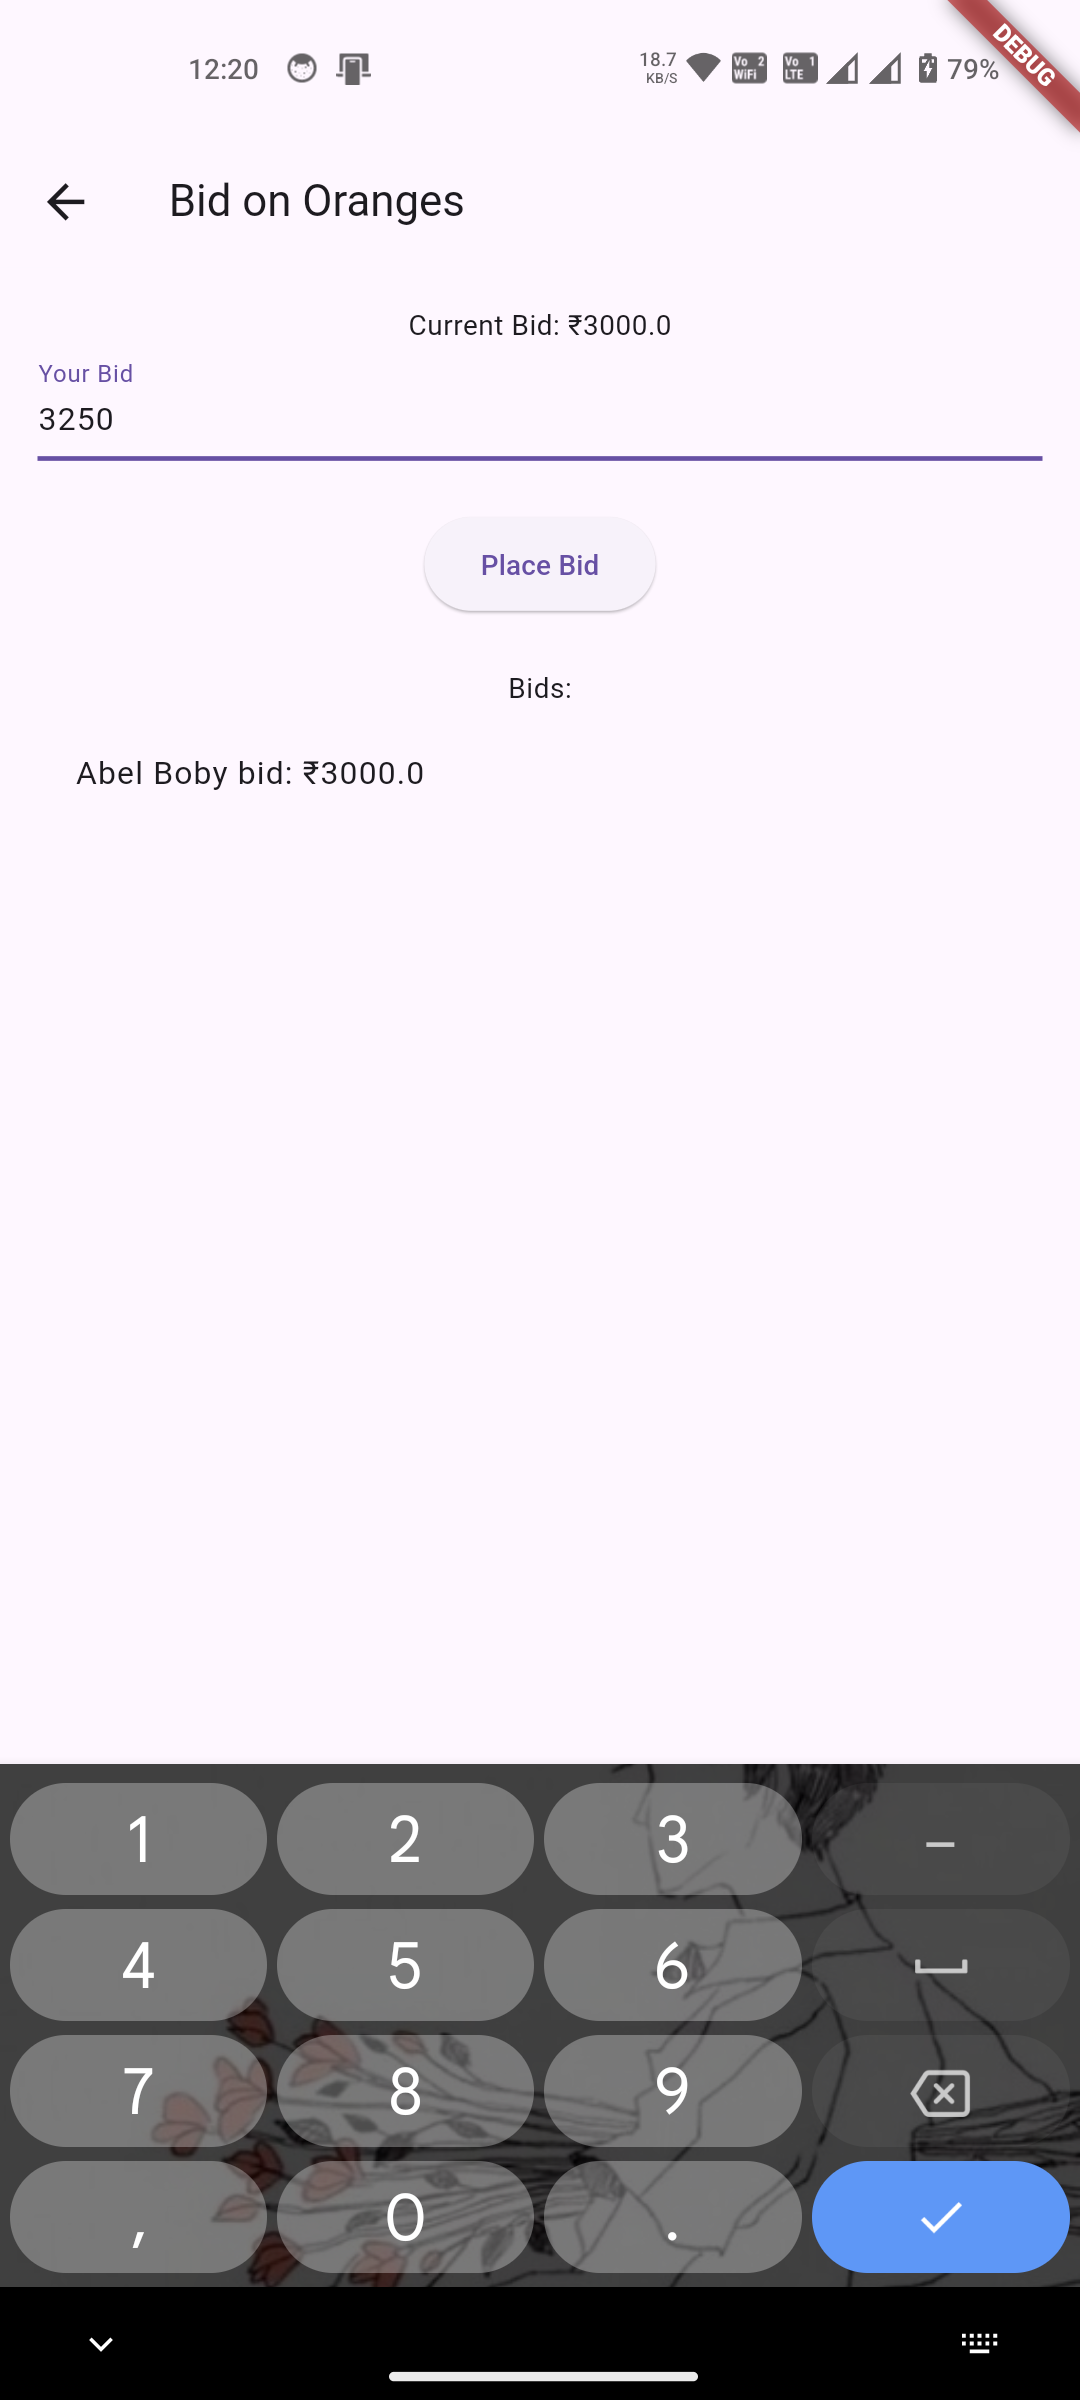 12:20
18.7
KB/S
Vo 2
WiFi
Vo 1
LTE
79%
DEBUG
Bid on Oranges
Current Bid: ₹3000.0
Your Bid
3250
Place Bid
Bids:
Abel Boby bid: ₹3000.0
1 2 3 –
4 5 6
7 8 9
, 0 .